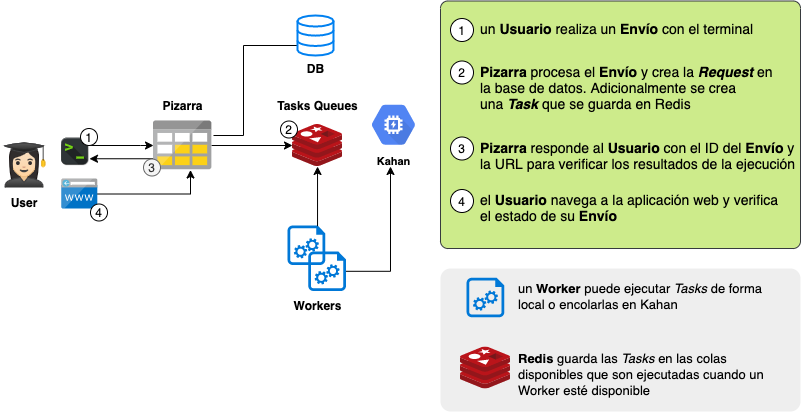 DB
Pizarra
Tasks Queues
1
2
Kahan
>_
3
User
WWW
4
Workers
1 un Usuario realiza un Envío con el terminal
2 Pizarra procesa el Envío y crea la Request en
la base de datos. Adicionalmente se crea
una Task que se guarda en Redis
3 Pizarra responde al Usuario con el ID del Envío y
la URL para verificar los resultados de la ejecución
4 el Usuario navega a la aplicación web y verifica
el estado de su Envío
un Worker puede ejecutar Tasks de forma
local o encolarlas en Kahan
Redis guarda las Tasks en las colas
disponibles que son ejecutadas cuando un
Worker esté disponible